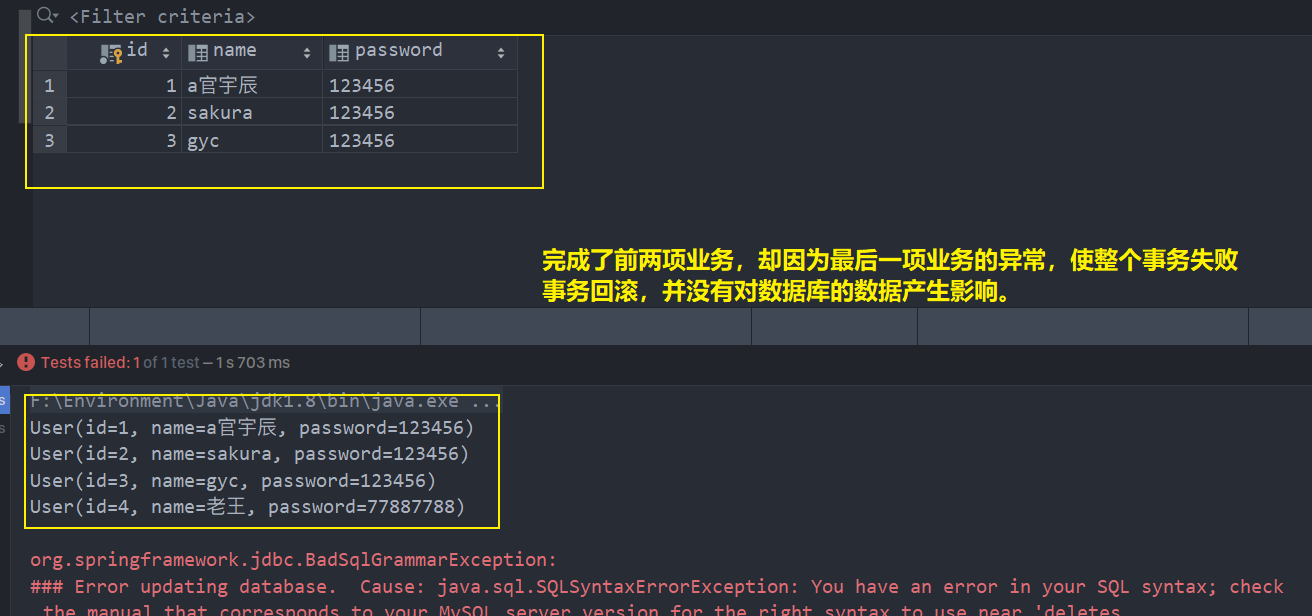 <Filter criteria>
id name password
1 1 a官宇辰 123456
2 2 sakura 123456
3 3 gyc 123456
完成了前两项业务，却因为最后一项业务的异常，使整个事务失败
事务回滚，并没有对数据库的数据产生影响。
Tests failed: 1 of 1 test – 1 s 703 ms
F:\Environment\Java\jdk1.8\bin\java.exe ...
User(id=1, name=a官宇辰, password=123456)
User(id=2, name=sakura, password=123456)
User(id=3, name=gyc, password=123456)
User(id=4, name=老王, password=77887788)
org.springframework.jdbc.BadSqlGrammarException:
### Error updating database.  Cause: java.sql.SQLSyntaxErrorException: You have an error in your SQL syntax; check
the manual that corresponds to your MySQL server version for the right syntax to use near 'deletes